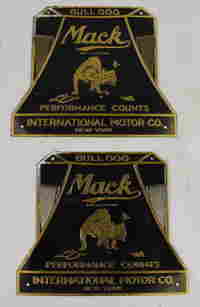 BULL DOG
Mack
PERFORMANCE COUNTS
INTERNATIONAL MOTOR CO.
NEW YORK
BULL DOG
Mack
PERFORMANCE COUNTS
INTERNATIONAL MOTOR CO.
NEW YORK